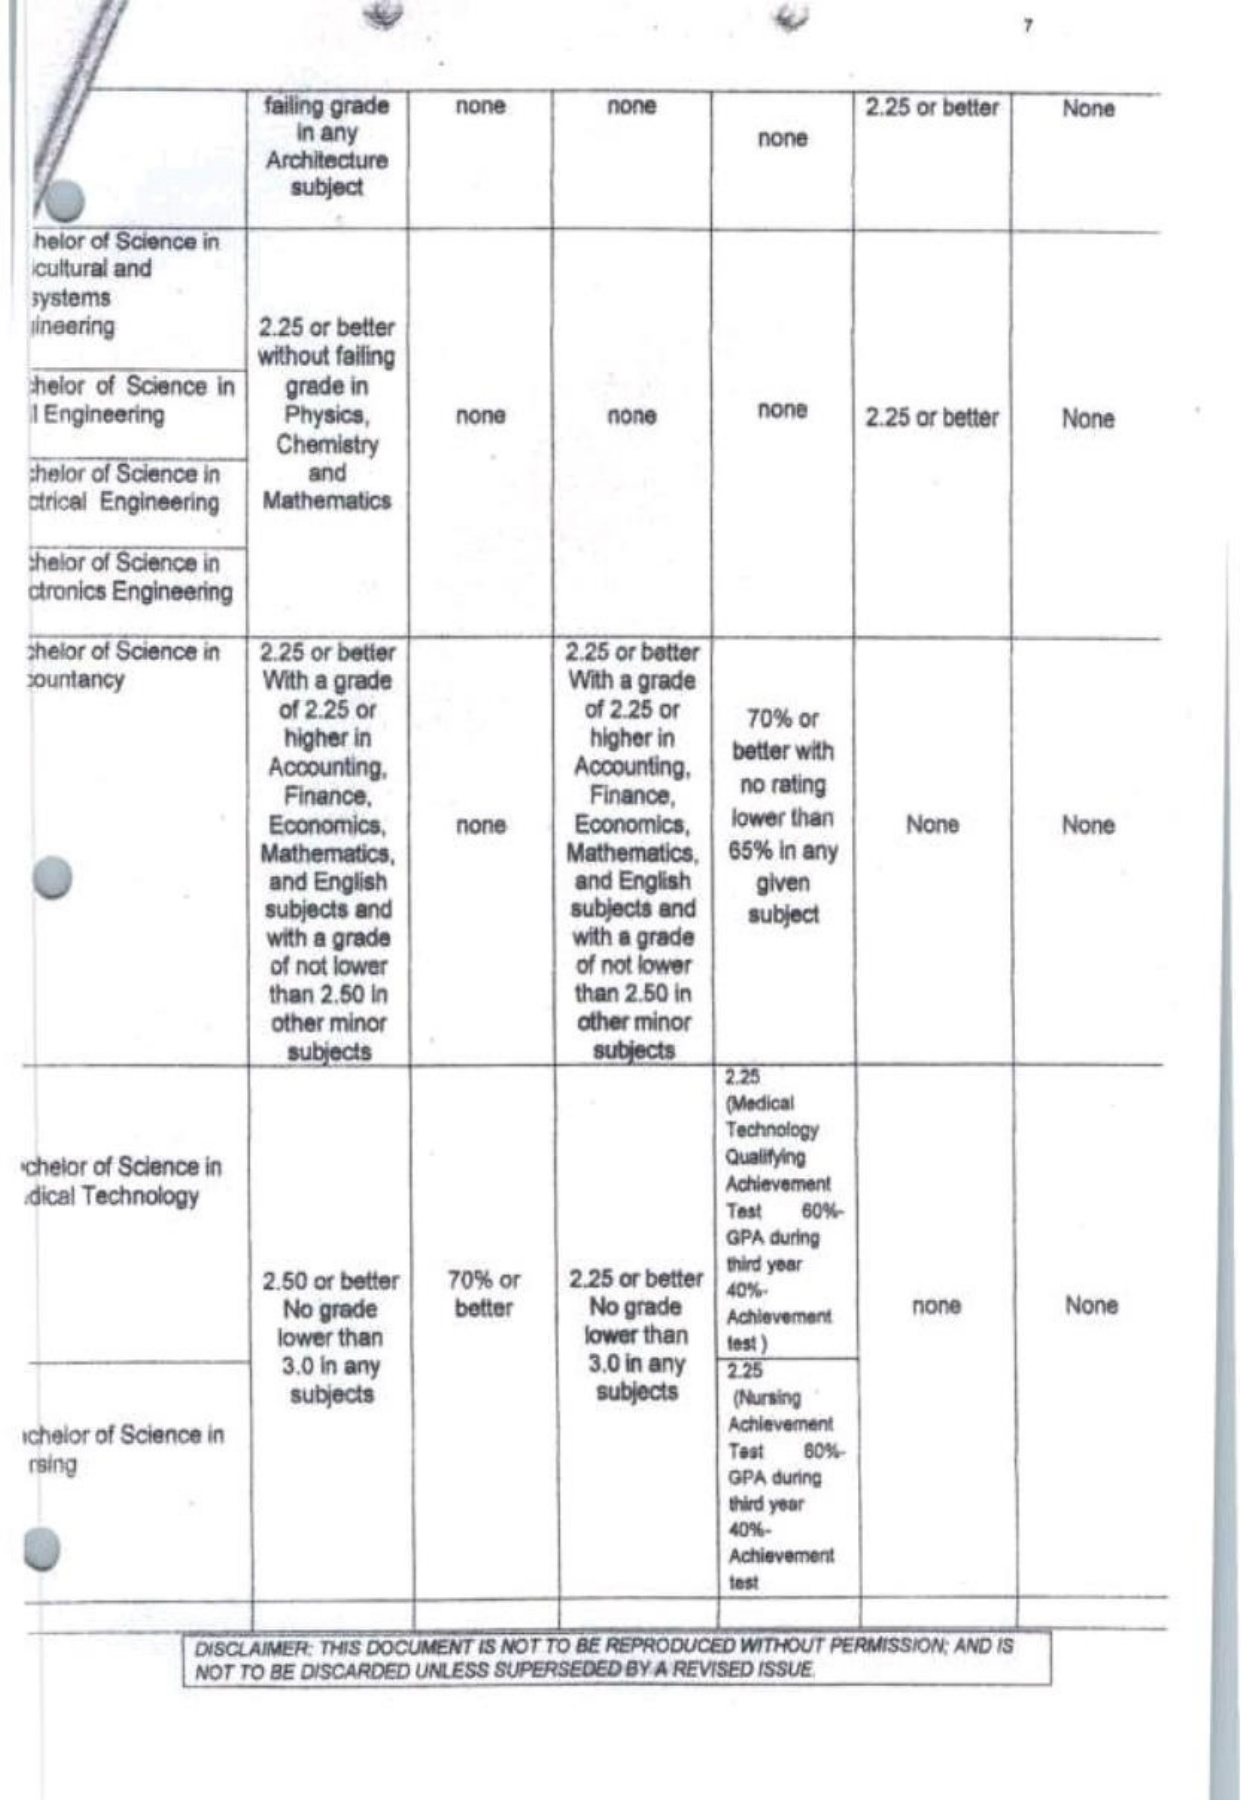 7
failing grade
in any
Architecture
subject
none
none
none
2.25 or better
None
helor of Science in
icultural and
systems
ineering
chelor of Science in
l Engineering
chelor of Science in
ctrical Engineering
chelor of Science in
ctronics Engineering
2.25 or better
without failing
grade in
Physics,
Chemistry
and
Mathematics
none
none
none
2.25 or better
None
chelor of Science in
countancy
2.25 or better
With a grade
of 2.25 or
higher in
Accounting,
Finance,
Economics,
Mathematics,
and English
subjects and
with a grade
of not lower
than 2.50 in
other minor
subjects
none
2.25 or better
With a grade
of 2.25 or
higher in
Accounting,
Finance,
Economics,
Mathematics,
and English
subjects and
with a grade
of not lower
than 2.50 in
other minor
subjects
70% or
better with
no rating
lower than
65% in any
given
subject
None
None
chelor of Science in
dical Technology
achelor of Science in
rsing
2.50 or better
No grade
lower than
3.0 in any
subjects
70% or
better
2.25 or better
No grade
lower than
3.0 in any
subjects
2.25
(Medical
Technology
Qualifying
Achievement
Test 60%-
GPA during
third year
40%-
Achievement
test )
2.25
(Nursing
Achievement
Test 60%-
GPA during
third year
40%-
Achievement
test
none
None
DISCLAIMER: THIS DOCUMENT IS NOT TO BE REPRODUCED WITHOUT PERMISSION; AND IS
NOT TO BE DISCARDED UNLESS SUPERSEDED BY A REVISED ISSUE.